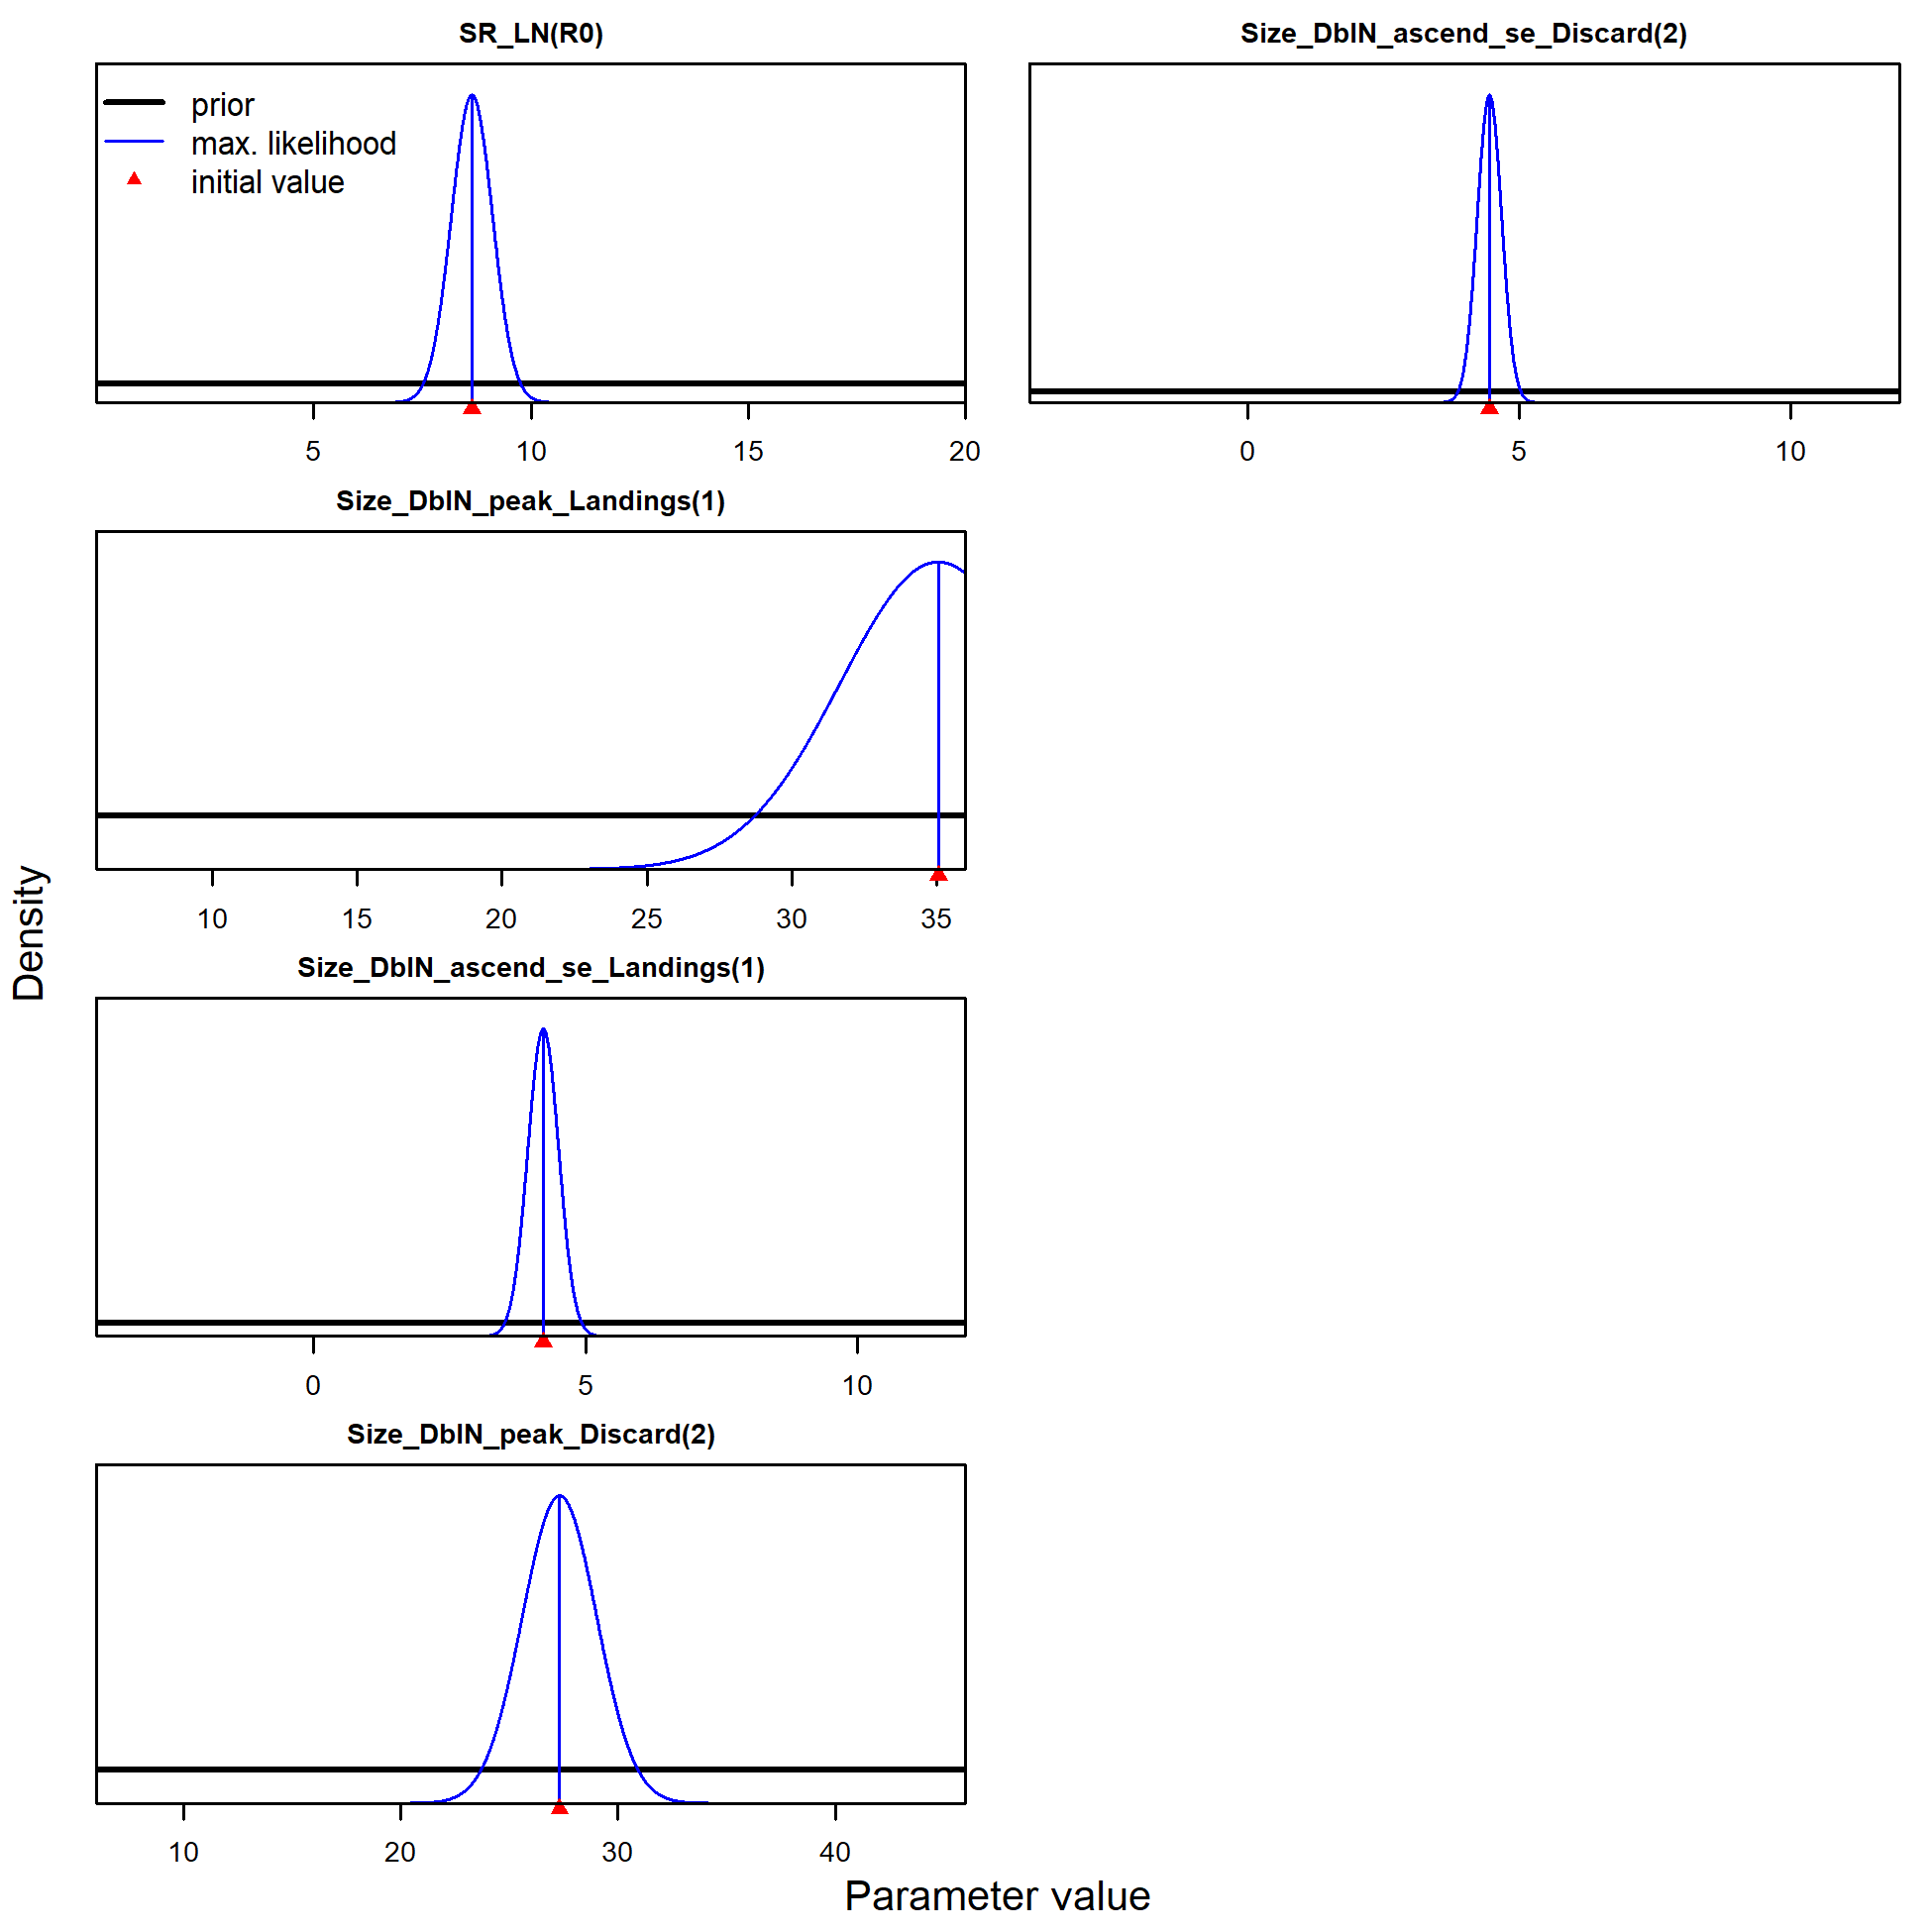 SR_LN(R0)
prior
max. likelihood
initial value
5 10 15 20
Size_DblN_ascend_se_Discard(2)
0 5 10
Size_DblN_peak_Landings(1)
10 15 20 25 30 35
Size_DblN_ascend_se_Landings(1)
0 5 10
Size_DblN_peak_Discard(2)
10 20 30 40
Density
Parameter value